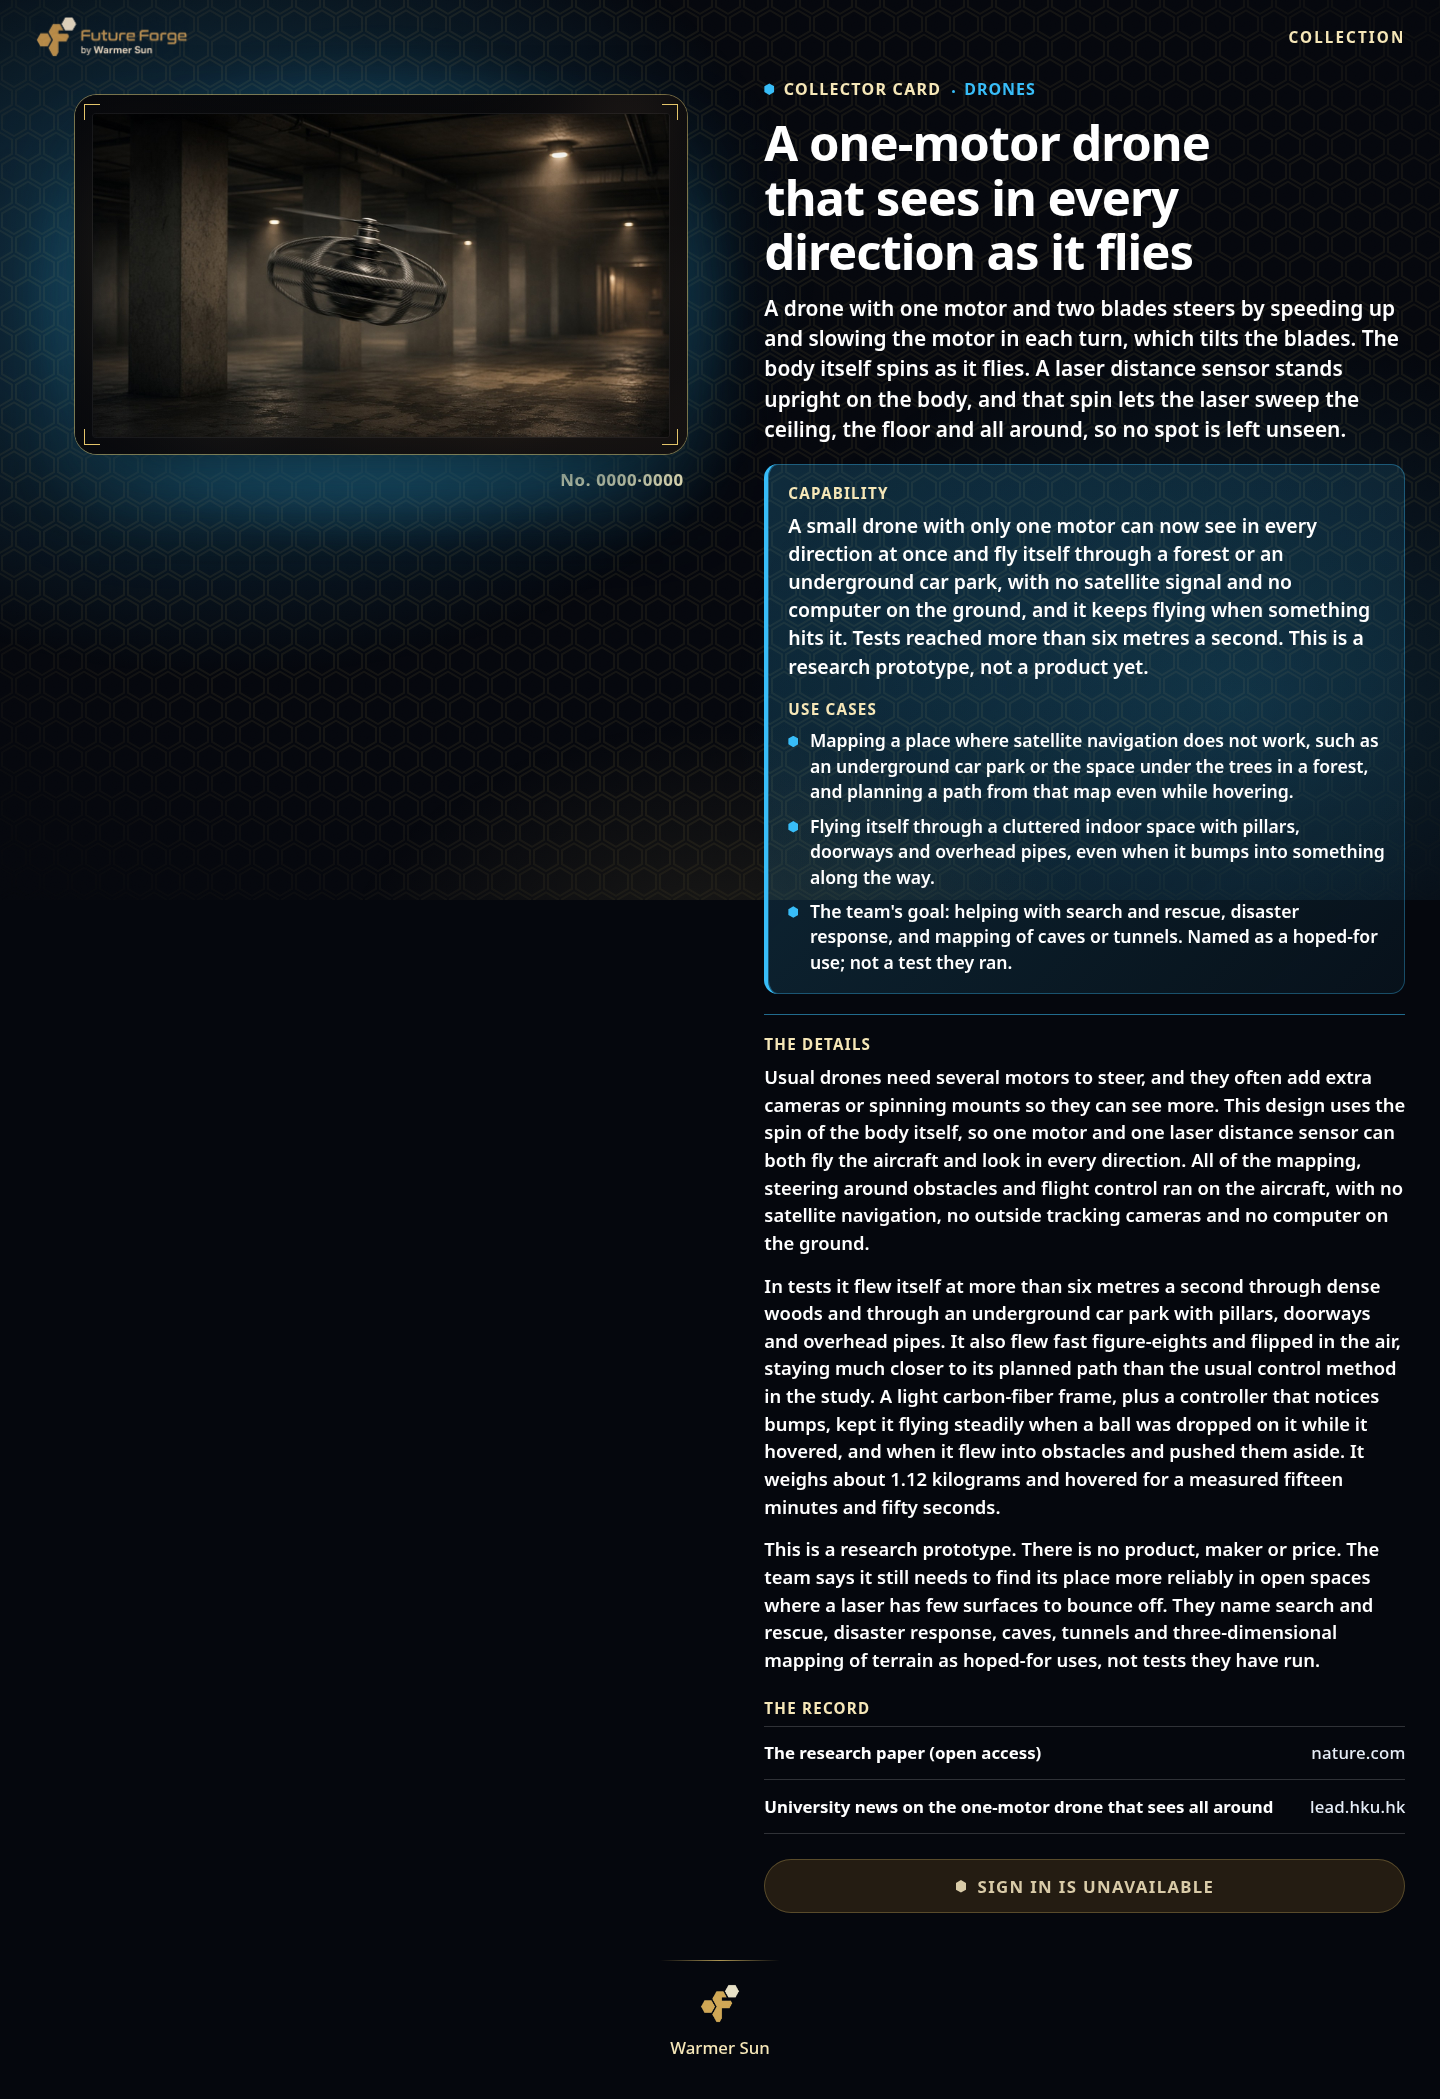 Future Forge
by Warmer Sun
COLLECTION
No. 0000·0000
COLLECTOR CARD · DRONES
A one-motor drone
that sees in every
direction as it flies
A drone with one motor and two blades steers by speeding up
and slowing the motor in each turn, which tilts the blades. The
body itself spins as it flies. A laser distance sensor stands
upright on the body, and that spin lets the laser sweep the
ceiling, the floor and all around, so no spot is left unseen.
CAPABILITY
A small drone with only one motor can now see in every
direction at once and fly itself through a forest or an
underground car park, with no satellite signal and no
computer on the ground, and it keeps flying when something
hits it. Tests reached more than six metres a second. This is a
research prototype, not a product yet.
USE CASES
Mapping a place where satellite navigation does not work, such as
an underground car park or the space under the trees in a forest,
and planning a path from that map even while hovering.
Flying itself through a cluttered indoor space with pillars,
doorways and overhead pipes, even when it bumps into something
along the way.
The team's goal: helping with search and rescue, disaster
response, and mapping of caves or tunnels. Named as a hoped-for
use; not a test they ran.
THE DETAILS
Usual drones need several motors to steer, and they often add extra
cameras or spinning mounts so they can see more. This design uses the
spin of the body itself, so one motor and one laser distance sensor can
both fly the aircraft and look in every direction. All of the mapping,
steering around obstacles and flight control ran on the aircraft, with no
satellite navigation, no outside tracking cameras and no computer on
the ground.
In tests it flew itself at more than six metres a second through dense
woods and through an underground car park with pillars, doorways
and overhead pipes. It also flew fast figure-eights and flipped in the air,
staying much closer to its planned path than the usual control method
in the study. A light carbon-fiber frame, plus a controller that notices
bumps, kept it flying steadily when a ball was dropped on it while it
hovered, and when it flew into obstacles and pushed them aside. It
weighs about 1.12 kilograms and hovered for a measured fifteen
minutes and fifty seconds.
This is a research prototype. There is no product, maker or price. The
team says it still needs to find its place more reliably in open spaces
where a laser has few surfaces to bounce off. They name search and
rescue, disaster response, caves, tunnels and three-dimensional
mapping of terrain as hoped-for uses, not tests they have run.
THE RECORD
The research paper (open access) nature.com
University news on the one-motor drone that sees all around lead.hku.hk
SIGN IN IS UNAVAILABLE
Warmer Sun